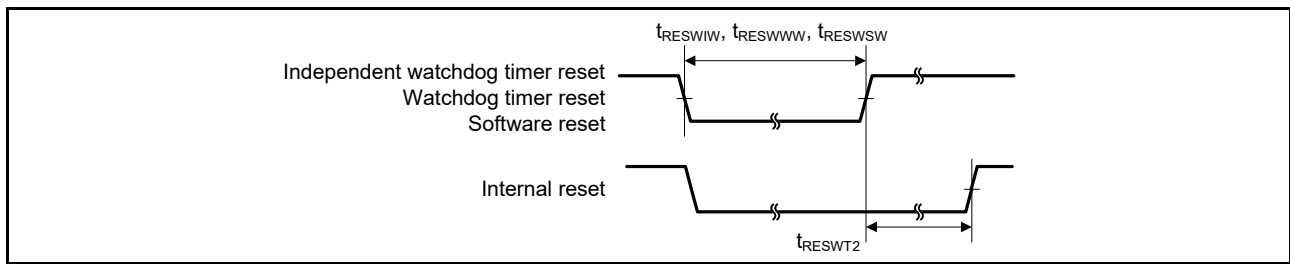 tRESWIW, tRESWWW, tRESWSW
Independent watchdog timer reset
Watchdog timer reset
Software reset
Internal reset
tRESWT2